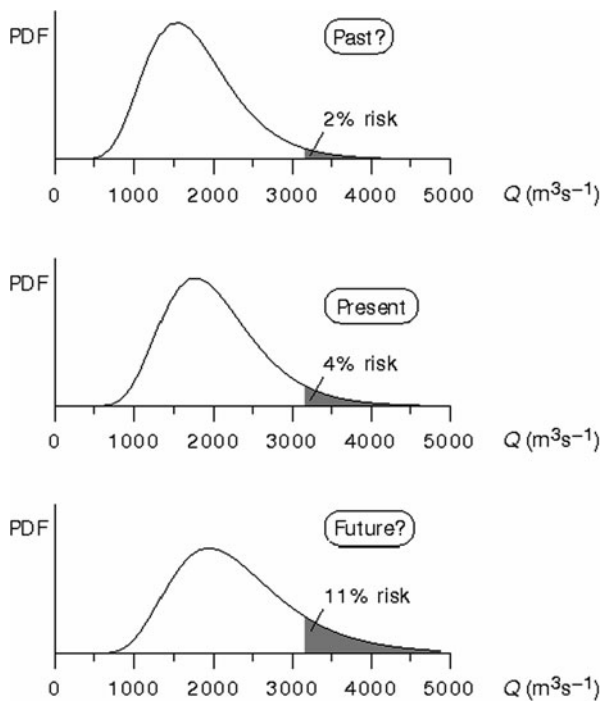 PDF
Past?
2% risk
0 1000 2000 3000 4000 5000 Q (m³s⁻¹)
PDF
Present
4% risk
0 1000 2000 3000 4000 5000 Q (m³s⁻¹)
PDF
Future?
11% risk
0 1000 2000 3000 4000 5000 Q (m³s⁻¹)